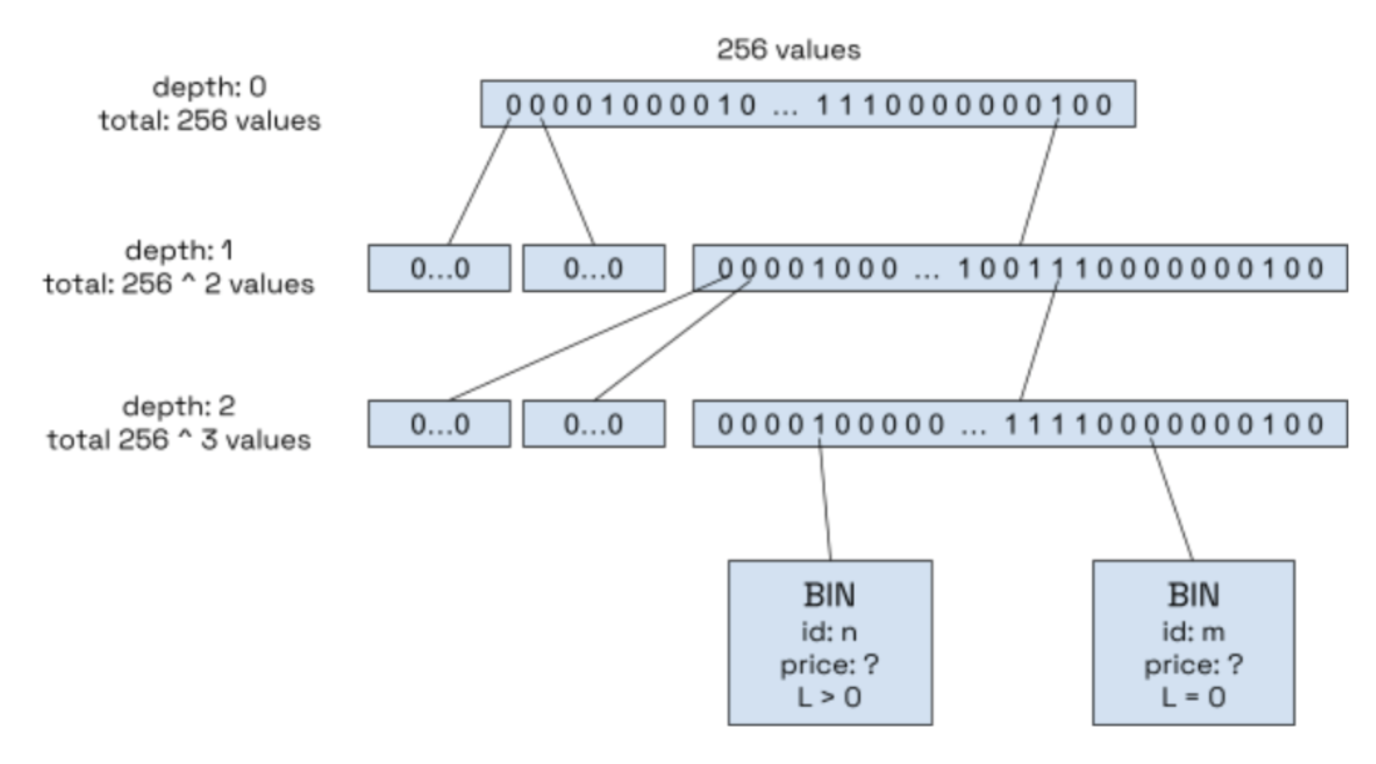 256 values
depth: 0
total: 256 values
0 0 0 0 1 0 0 0 0 1 0 ... 1 1 1 0 0 0 0 0 0 0 1 0 0
depth: 1
total: 256 ^ 2 values
0...0
0...0
0 0 0 0 1 0 0 0 ... 1 0 0 1 1 1 0 0 0 0 0 0 0 1 0 0
depth: 2
total 256 ^ 3 values
0...0
0...0
0 0 0 0 1 0 0 0 0 0 ... 1 1 1 1 0 0 0 0 0 0 0 1 0 0
BIN
id: n
price: ?
L > 0
BIN
id: m
price: ?
L = 0